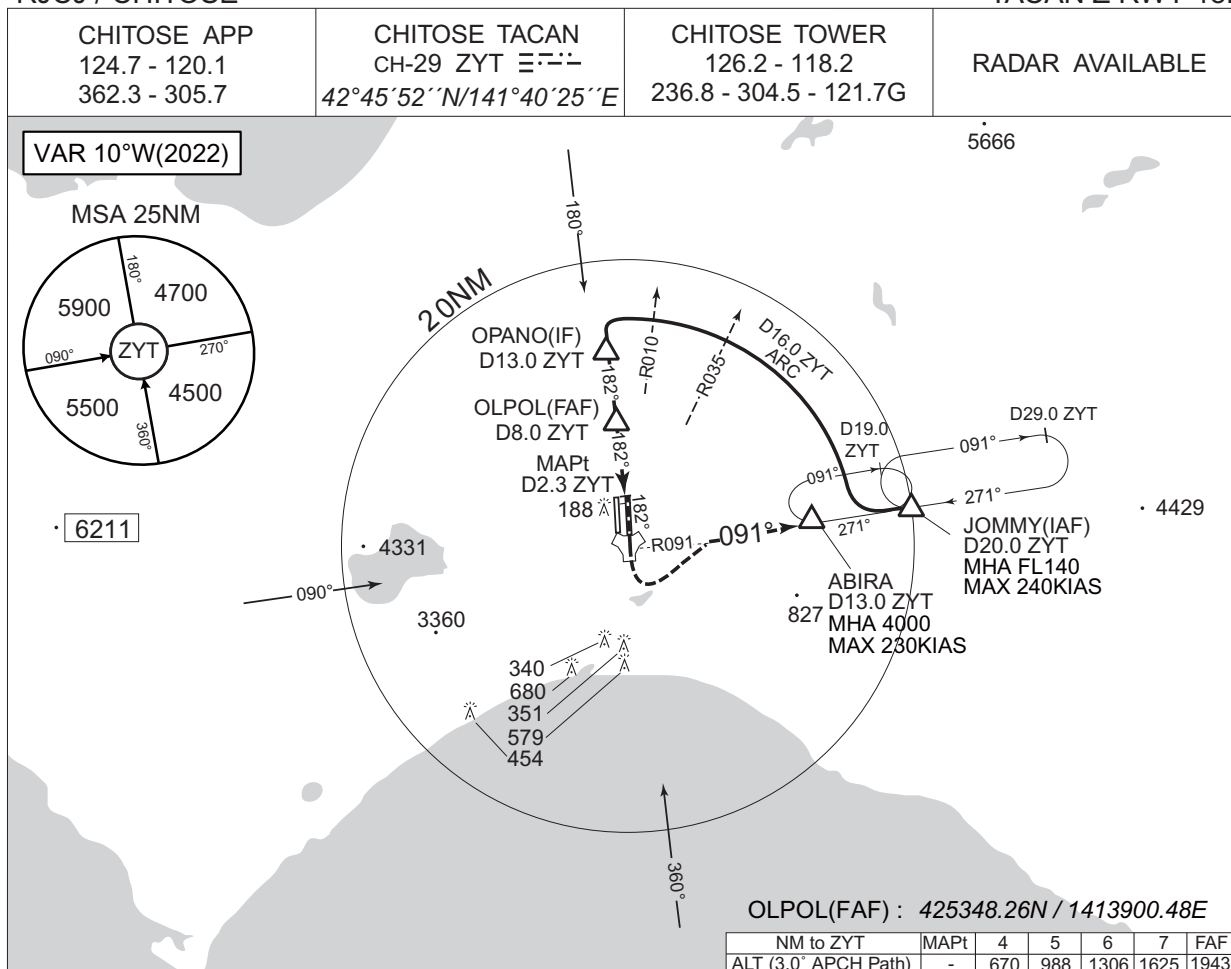 CHITOSE APP
124.7 - 120.1
362.3 - 305.7
CHITOSE TACAN
CH-29 ZYT
42°45´52´´N/141°40´25´´E
CHITOSE TOWER
126.2 - 118.2
236.8 - 304.5 - 121.7G
RADAR AVAILABLE
VAR 10°W(2022)
5666
MSA 25NM
180°
5900
4700
090°
ZYT
270°
5500
4500
360°
180°
20NM
OPANO(IF)
D13.0 ZYT
R010
R035
D16.0 ZYT
ARC
182°
OLPOL(FAF)
D8.0 ZYT
182°
MAPt
D2.3 ZYT
188
182°
D19.0
ZYT
D29.0 ZYT
091°
091°
271°
271°
R091
091°
JOMMY(IAF)
D20.0 ZYT
MHA FL140
MAX 240KIAS
4429
6211
4331
090°
3360
ABIRA
D13.0 ZYT
827
MHA 4000
MAX 230KIAS
340
680
351
579
454
360°
OLPOL(FAF) : 425348.26N / 1413900.48E
NM to ZYT MAPt 4 5 6 7 FAF
ALT (3.0° APCH Path) - 670 988 1306 1625 1943